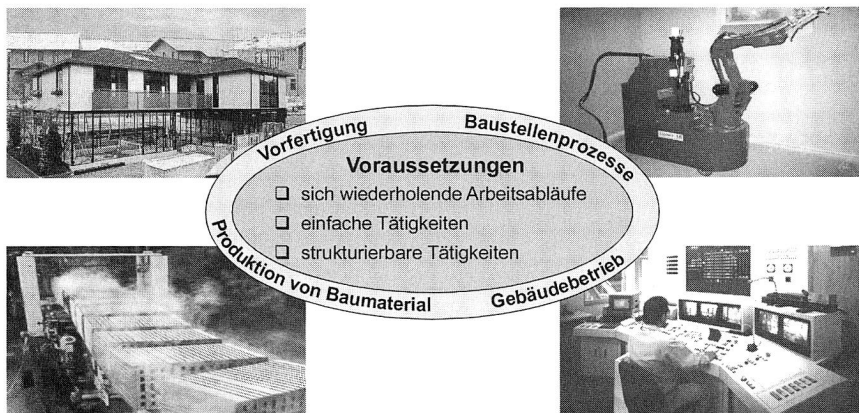 Vorfertigung
Baustellenprozesse
Voraussetzungen
❑ sich wiederholende Arbeitsabläufe
❑ einfache Tätigkeiten
❑ strukturierbare Tätigkeiten
Produktion von Baumaterial
Gebäudebetrieb